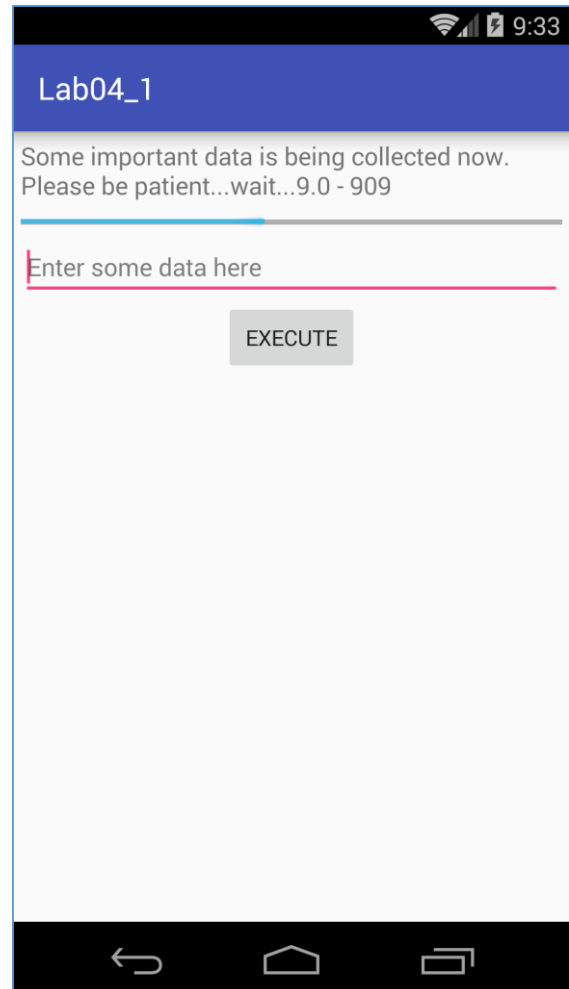 9:33
Lab04_1
Some important data is being collected now.
Please be patient...wait...9.0 - 909
Enter some data here
EXECUTE